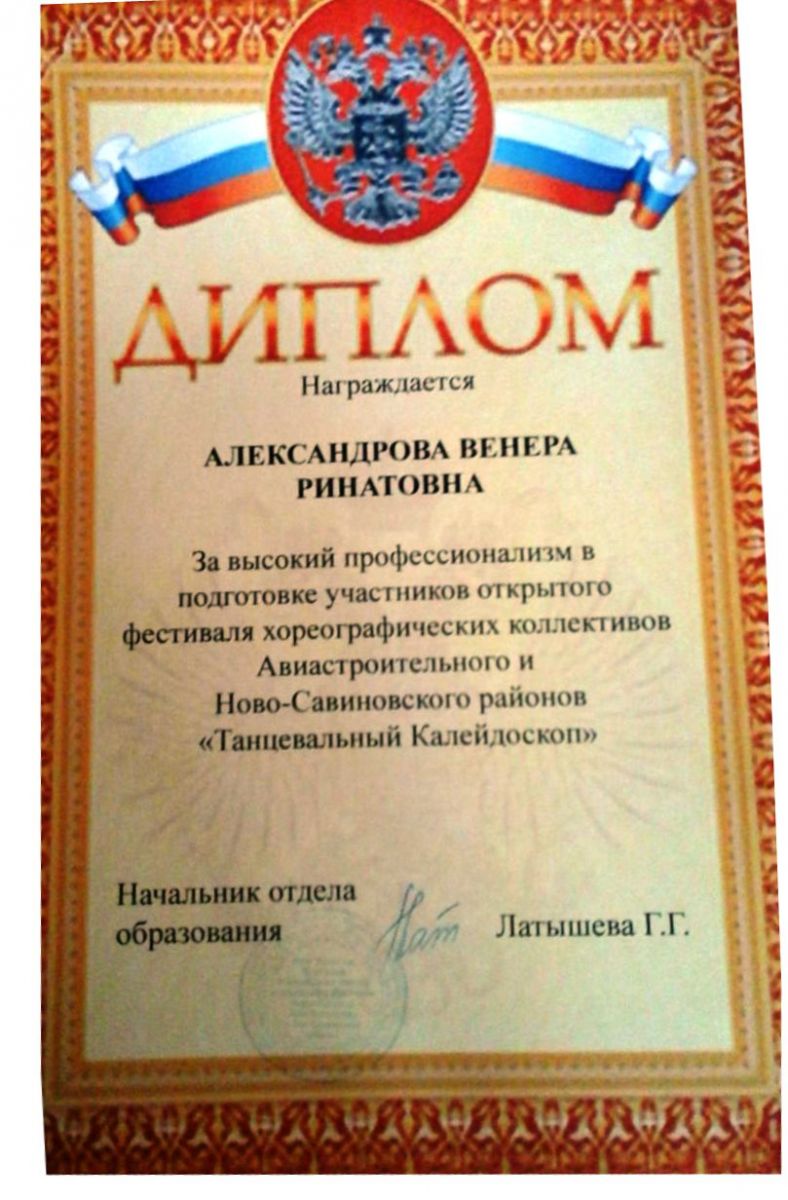 ДИПЛОМ
Награждается
АЛЕКСАНДРОВА ВЕНЕРА
РИНАТОВНА
За высокий профессионализм в
подготовке участников открытого
фестиваля хореографических коллективов
Авиастроительного и
Ново-Савиновского районов
«Танцевальный Калейдоскоп»
Начальник отдела
образования
Латышева Г.Г.